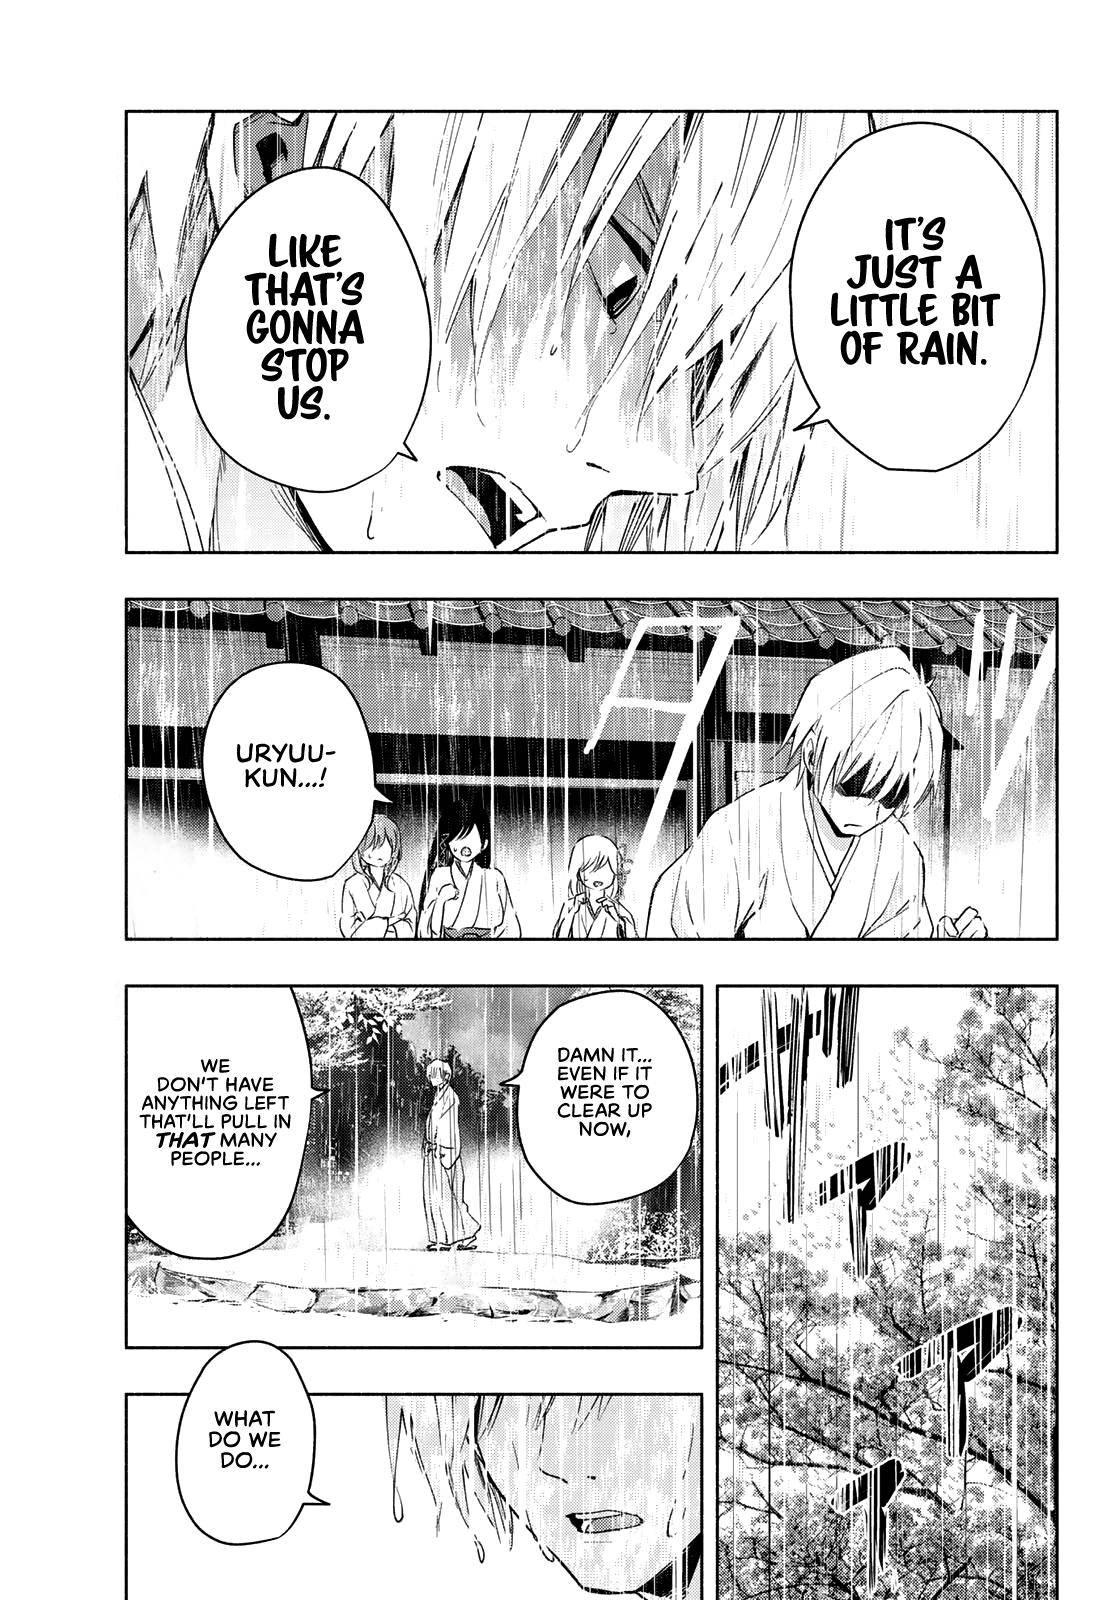 IT'S
JUST A
LITTLE BIT
OF RAIN.
LIKE
THAT'S
GONNA
STOP
US.
URYUU-
KUN...!
DAMN IT...
EVEN IF IT
WERE TO
CLEAR UP
NOW,
WE
DON'T HAVE
ANYTHING LEFT
THAT'LL PULL IN
THAT MANY
PEOPLE...
WHAT
DO WE
DO...